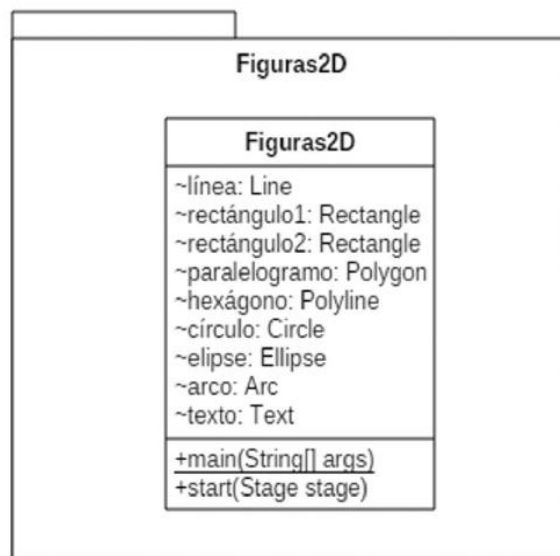 Figuras2D
Figuras2D
~línea: Line
~rectángulo1: Rectangle
~rectángulo2: Rectangle
~paralelogramo: Polygon
~hexágono: Polyline
~círculo: Circle
~elipse: Ellipse
~arco: Arc
~texto: Text
+main(String[] args)
+start(Stage stage)